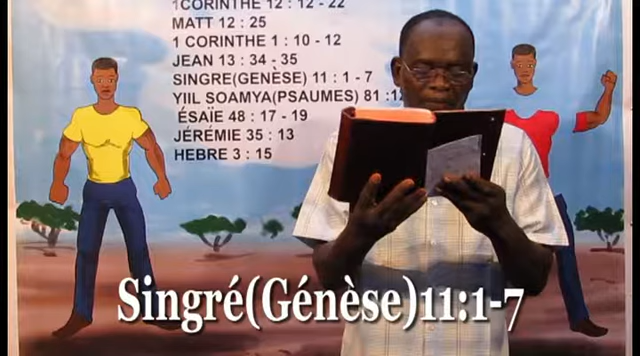 1CORINTHE 12 : 12 - 22
MATT 12 : 25
1 CORINTHE 1 : 10 - 12
JEAN 13 : 34 - 35
SINGRE(GENÈSE) 11 : 1 - 7
YIIL SOAMYA(PSAUMES) 81 :12
ÉSAÏE 48 : 17 - 19
JÉRÉMIE 35 : 13
HEBRE 3 : 15
Singré(Génèse)11:1-7